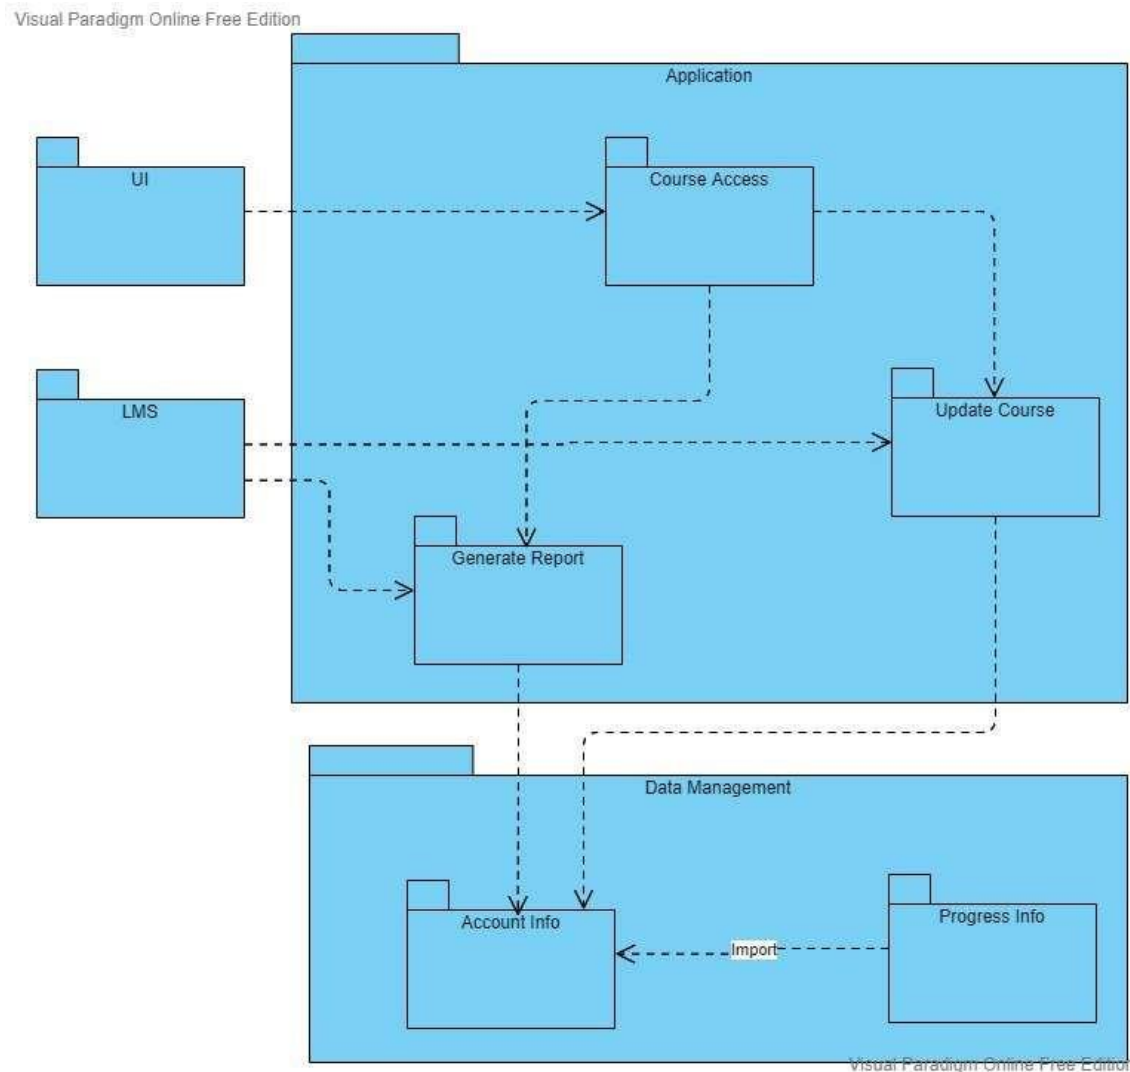 Visual Paradigm Online Free Edition
Application
UI
Course Access
LMS
Update Course
Generate Report
Data Management
Account Info
Progress Info
Import
Visual Paradigm Online Free Edition